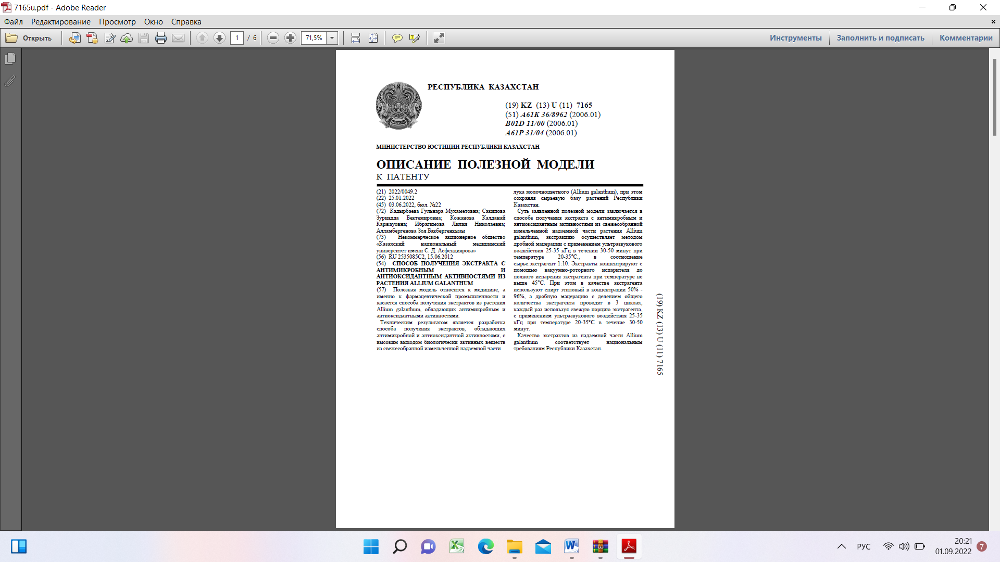 7165u.pdf - Adobe Reader
Файл Редактирование Просмотр Окно Справка
Открыть 1 / 6 71,5% Инструменты Заполнить и подписать Комментарии
РЕСПУБЛИКА КАЗАХСТАН
(19) KZ (13) U (11) 7165
(51) A61K 36/8962 (2006.01)
B01D 11/00 (2006.01)
A61P 31/04 (2006.01)
МИНИСТЕРСТВО ЮСТИЦИИ РЕСПУБЛИКИ КАЗАХСТАН
ОПИСАНИЕ ПОЛЕЗНОЙ МОДЕЛИ
К ПАТЕНТУ
(21) 2022/0049.2
(22) 25.01.2022
(45) 03.06.2022, бюл. №22
(72) Кадырбаева Гульнара Мухаметовна; Сакипова
Зуриядда Бектемировна; Кожанова Калданай
Каржауовна; Ибрагимова Лилия Николаевна;
Алламбергенова Зоя Бакбергенкызы
(73) Некоммерческое акционерное общество
«Казахский национальный медицинский
университет имени С. Д. Асфендиярова»
(56) RU 2535085C2, 15.06.2012
(54) СПОСОБ ПОЛУЧЕНИЯ ЭКСТРАКТА С
АНТИМИКРОБНЫМ И
АНТИОКСИДАНТНЫМ АКТИВНОСТЯМИ ИЗ
РАСТЕНИЯ ALLIUM GALANTHUM
(57) Полезная модель относится к медицине, а
именно к фармацевтической промышленности и
касается способа получения экстрактов из растения
Allium galanthum, обладающих антимикробным и
антиоксидантными активностями.
Техническим результатом является разработка
способа получения экстрактов, обладающих
антимикробной и антиоксидантной активностями, с
высоким выходом биологически активных веществ
из свежесобранной измельченной надземной части
лука молочноцветного (Allium galanthum), при этом
сохраняя сырьевую базу растений Республики
Казахстан.
Суть заявленной полезной модели заключается в
способе получения экстракта с антимикробным и
антиоксидантным активностями из свежесобранной
измельченной надземной части растения Allium
galanthum, экстракцию осуществляет методом
дробной мацерации с применением ультразвукового
воздействия 25-35 кГц в течении 30-50 минут при
температуре 20-35°С., в соотношение
сырье:экстрагент 1:10. Экстракты концентрируют с
помощью вакуумно-роторного испарителя до
полного испарения экстрагента при температуре не
выше 45°С. При этом в качестве экстрагента
используют спирт этиловый в концентрации 50% -
96%, а дробную мацерацию с делением общего
количества экстрагента проводят в 3 циклах,
каждый раз используя свежую порцию экстрагента,
с применением ультразвукового воздействия 25-35
кГц при температуре 20-35°С в течение 30-50
минут.
Качество экстрактов из надземной части Allium
galanthum соответствует национальным
требованиям Республики Казахстан.
(19) KZ (13) U (11) 7165
РУС
20:21
01.09.2022
7